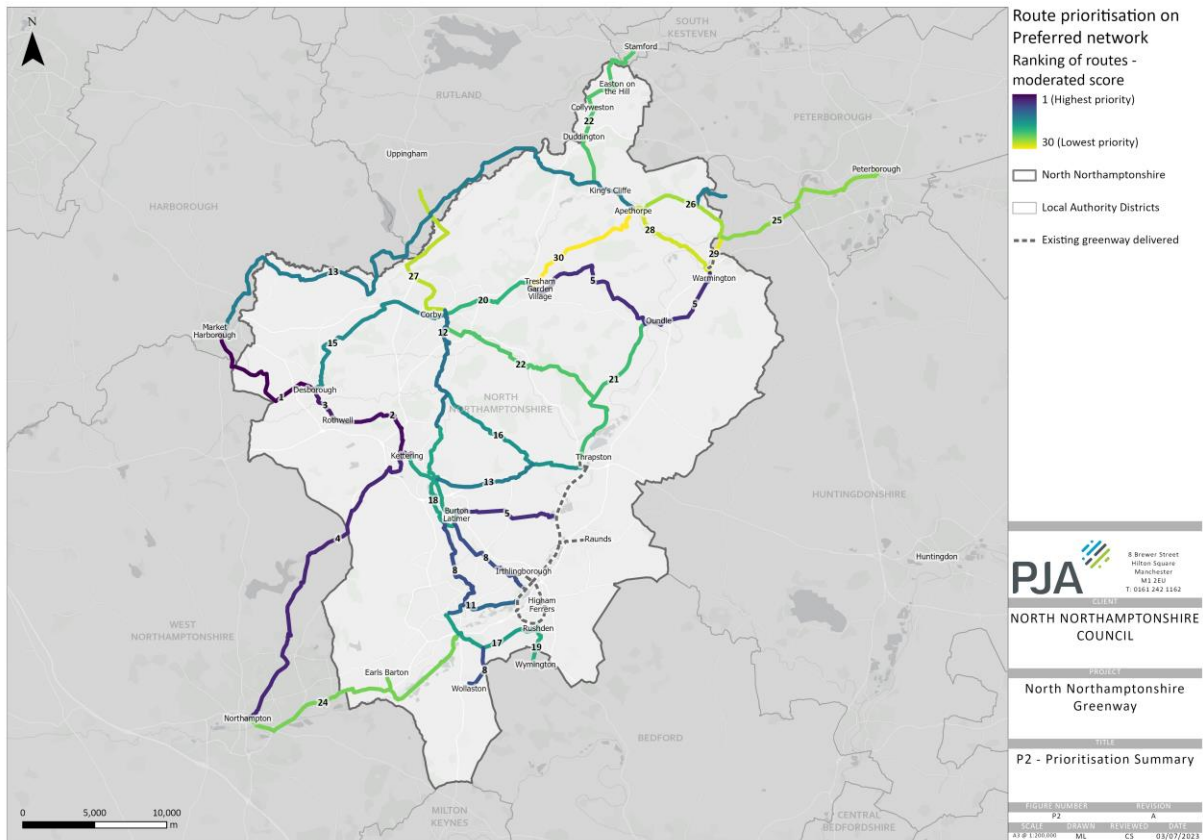 N
SOUTH
KESTEVEN
Stamford
Easton on
the Hill
RUTLAND
Collyweston
22
PETERBOROUGH
Duddington
Uppingham
Peterborough
King's Cliffe
HARBOROUGH
26
Apethorpe
25
28
29
30
13
27
Tresham
Garden
Village
5
Warmington
20
5
Corby
Oundle
Market
Harborough
12
15
22
21
Desborough
1
3
NORTH
NORTHAMPTONSHIRE
2
Rothwell
16
Kettering
Thrapston
13
HUNTINGDONSHIRE
18
Burton
Latimer
5
4
Raunds
8
Huntingdon
Irthlingborough
8
11
Higham
Ferrers
WEST
NORTHAMPTONSHIRE
Rushden
17
19
Wymington
Earls Barton
8
Wollaston
24
Northampton
BEDFORD
MILTON
KEYNES
CENTRAL
BEDFORDSHIRE
0 5,000 10,000
m
Route prioritisation on
Preferred network
Ranking of routes -
moderated score
1 (Highest priority)
30 (Lowest priority)
North Northamptonshire
Local Authority Districts
Existing greenway delivered
PJA
8 Brewer Street
Hilton Square
Manchester
M1 2EU
T: 0161 242 1162
CLIENT
NORTH NORTHAMPTONSHIRE
COUNCIL
PROJECT
North Northamptonshire
Greenway
TITLE
P2 - Prioritisation Summary
FIGURE NUMBER REVISION
P2 A
SCALE DRAWN REVIEWED DATE
A3 @ 1:200,000 ML CS 03/07/2023